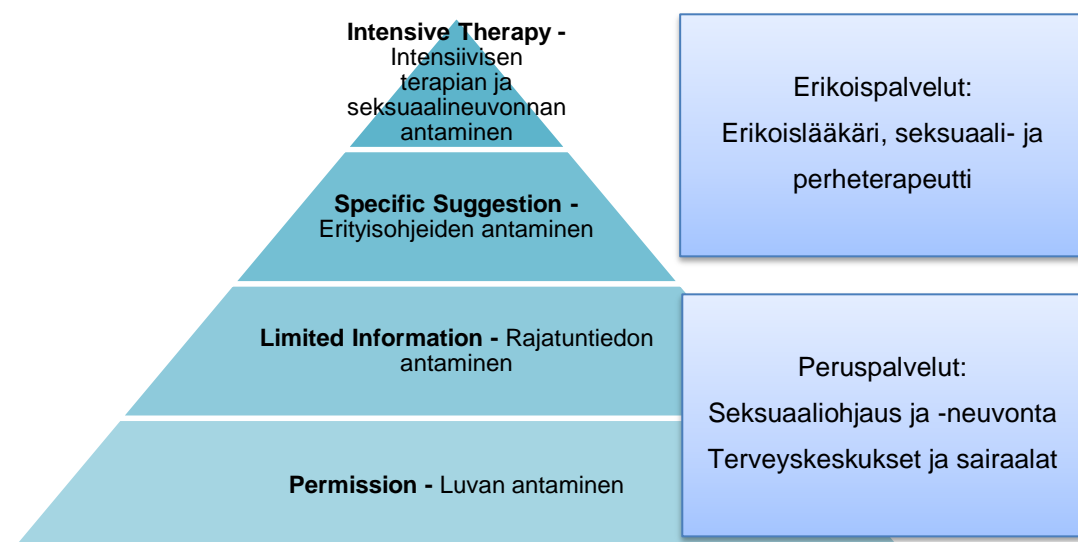 Intensive Therapy -
Intensiivisen
terapian ja
seksuaalineuvonnan
antaminen
Specific Suggestion -
Erityisohjeiden antaminen
Limited Information - Rajatuntiedon
antaminen
Permission - Luvan antaminen
Erikoispalvelut:
Erikoislääkäri, seksuaali- ja
perheterapeutti
Peruspalvelut:
Seksuaaliohjaus ja -neuvonta
Terveyskeskukset ja sairaalat